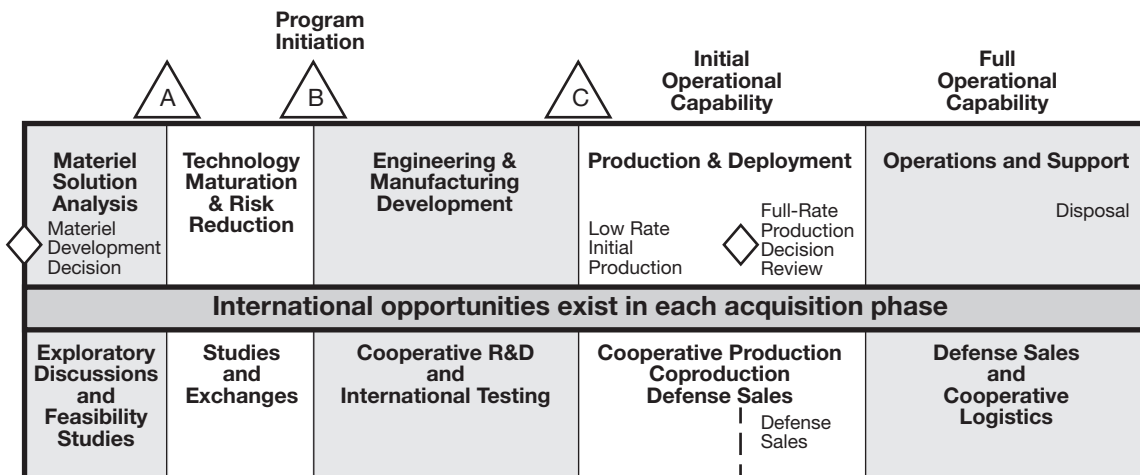 Program
Initiation
Initial
Operational
Capability
Full
Operational
Capability
A
B
C
Materiel
Solution
Analysis
Materiel
Development
Decision
Technology
Maturation
& Risk
Reduction
Engineering &
Manufacturing
Development
Production & Deployment
Low Rate
Initial
Production
Full-Rate
Production
Decision
Review
Operations and Support
Disposal
International opportunities exist in each acquisition phase
Exploratory
Discussions
and
Feasibility
Studies
Studies
and
Exchanges
Cooperative R&D
and
International Testing
Cooperative Production
Coproduction
Defense Sales
Defense
Sales
Defense Sales
and
Cooperative
Logistics